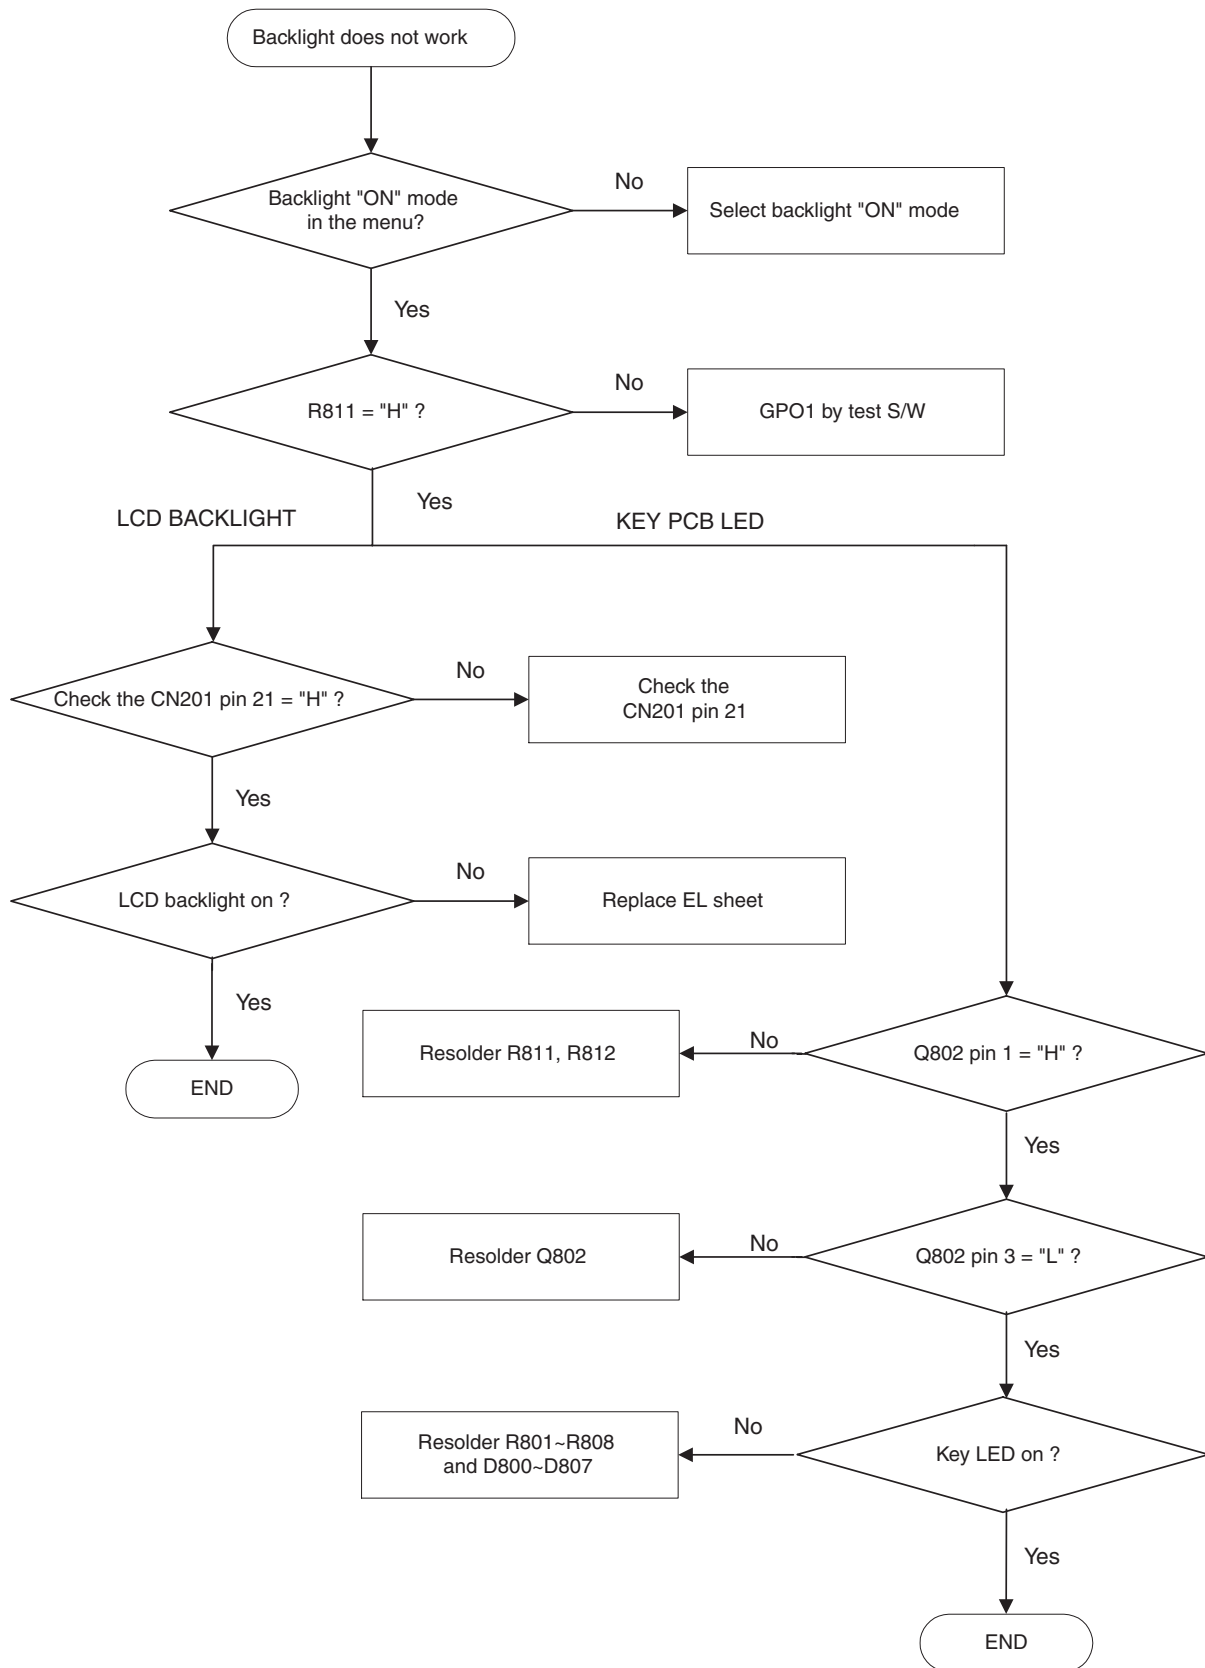 Backlight does not work
Backlight "ON" mode
in the menu?
No
Select backlight "ON" mode
Yes
R811 = "H" ?
No
GPO1 by test S/W
Yes
LCD BACKLIGHT
KEY PCB LED
Check the CN201 pin 21 = "H" ?
No
Check the
CN201 pin 21
Yes
LCD backlight on ?
No
Replace EL sheet
Yes
END
Q802 pin 1 = "H" ?
No
Resolder R811, R812
Yes
Q802 pin 3 = "L" ?
No
Resolder Q802
Yes
Key LED on ?
No
Resolder R801~R808
and D800~D807
Yes
END